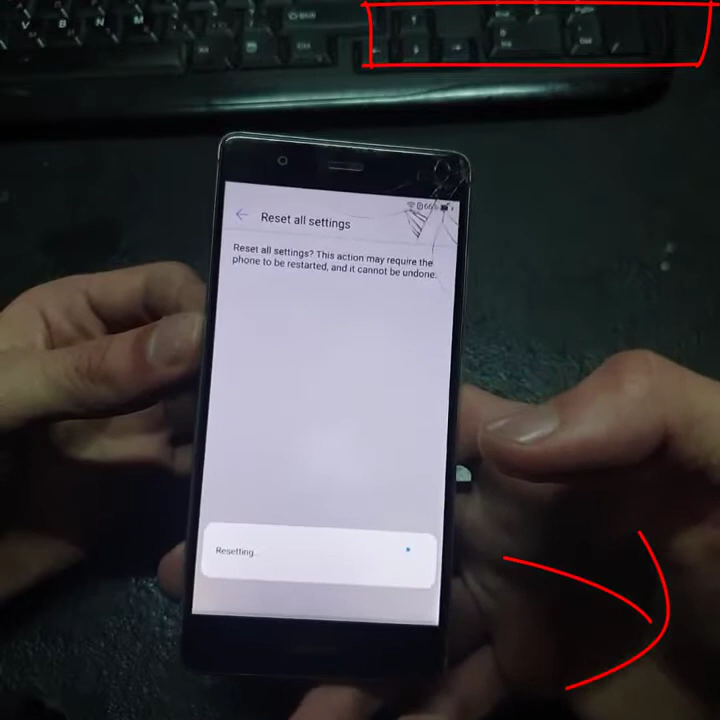 V B N M
66%
Reset all settings
Reset all settings? This action may require the
phone to be restarted, and it cannot be undone.
Resetting...